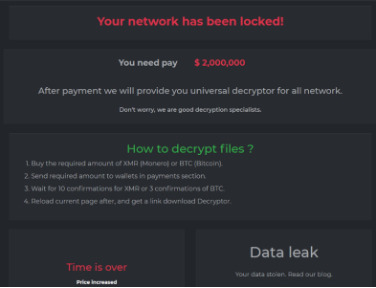 Your network has been locked!
You need pay $ 2,000,000
After payment we will provide you universal decryptor for all network.
Don't worry, we are good decryption specialists.
How to decrypt files ?
1. Buy the required amount of XMR (Monero) or BTC (Bitcoin).
2. Send required amount to wallets in payments section.
3. Wait for 10 confirmations for XMR or 3 confirmations of BTC.
4. Reload current page after, and get a link download Decryptor.
Time is over
Price increased
Data leak
Your data stolen. Read our blog.